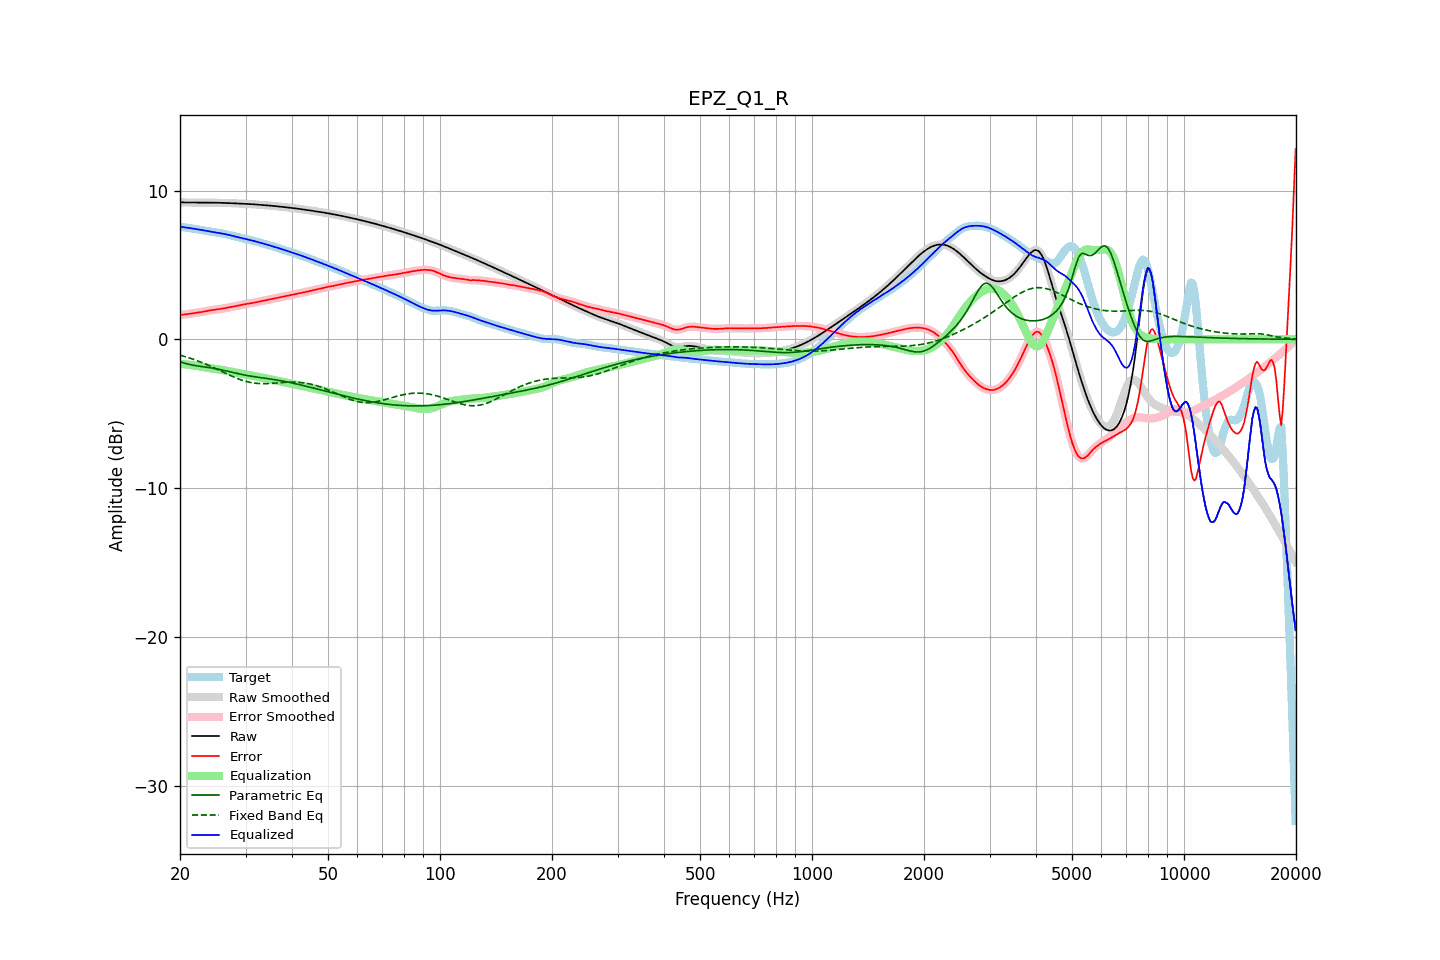 EPZ_Q1_R
10
0
−10
−20
−30
Amplitude (dBr)
Target
Raw Smoothed
Error Smoothed
Raw
Error
Equalization
Parametric Eq
Fixed Band Eq
Equalized
20 50 100 200 500 1000 2000 5000 10000 20000
Frequency (Hz)